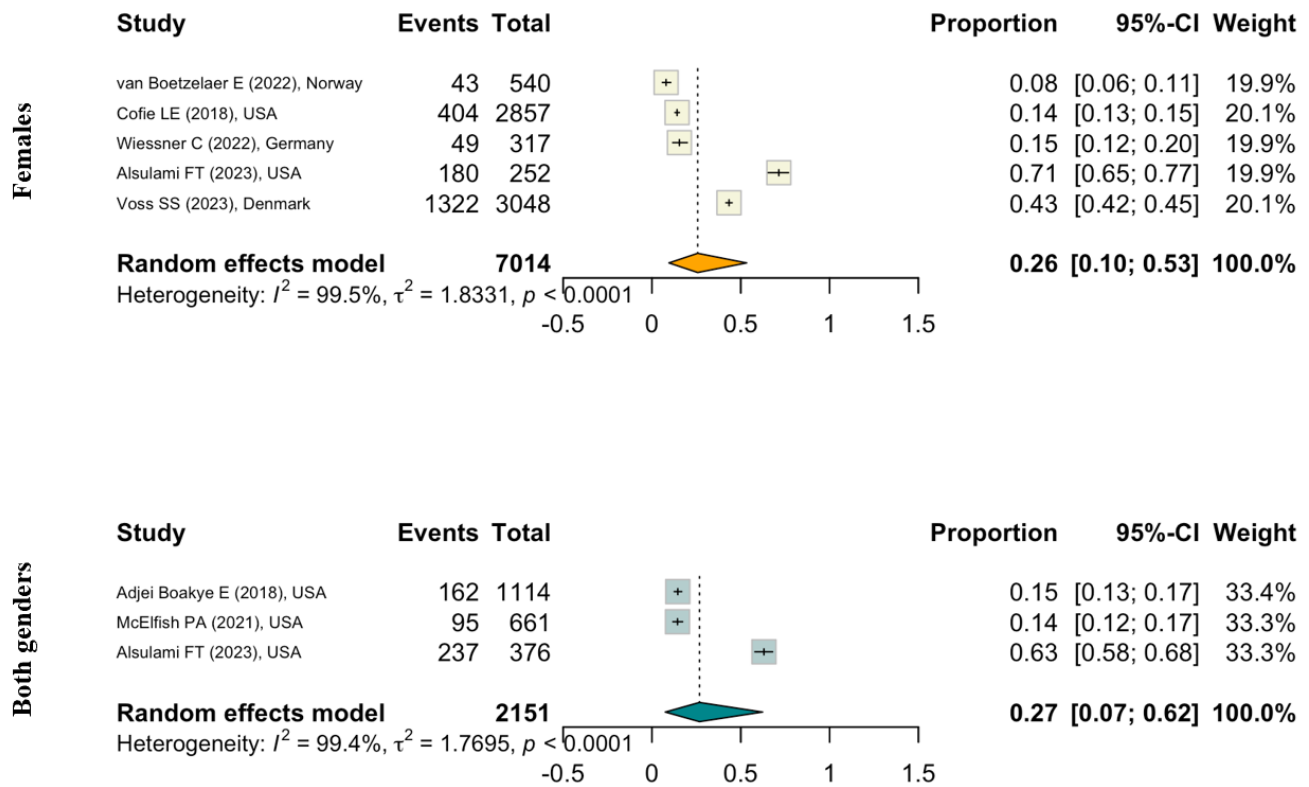 Females
Study Events Total Proportion 95%-CI Weight
van Boetzelaer E (2022), Norway 43 540 0.08 [0.06; 0.11] 19.9%
Cofie LE (2018), USA 404 2857 0.14 [0.13; 0.15] 20.1%
Wiessner C (2022), Germany 49 317 0.15 [0.12; 0.20] 19.9%
Alsulami FT (2023), USA 180 252 0.71 [0.65; 0.77] 19.9%
Voss SS (2023), Denmark 1322 3048 0.43 [0.42; 0.45] 20.1%
Random effects model 7014 0.26 [0.10; 0.53] 100.0%
Heterogeneity: I² = 99.5%, τ² = 1.8331, p < 0.0001
-0.5 0 0.5 1 1.5
Both genders
Study Events Total Proportion 95%-CI Weight
Adjei Boakye E (2018), USA 162 1114 0.15 [0.13; 0.17] 33.4%
McElfish PA (2021), USA 95 661 0.14 [0.12; 0.17] 33.3%
Alsulami FT (2023), USA 237 376 0.63 [0.58; 0.68] 33.3%
Random effects model 2151 0.27 [0.07; 0.62] 100.0%
Heterogeneity: I² = 99.4%, τ² = 1.7695, p < 0.0001
-0.5 0 0.5 1 1.5